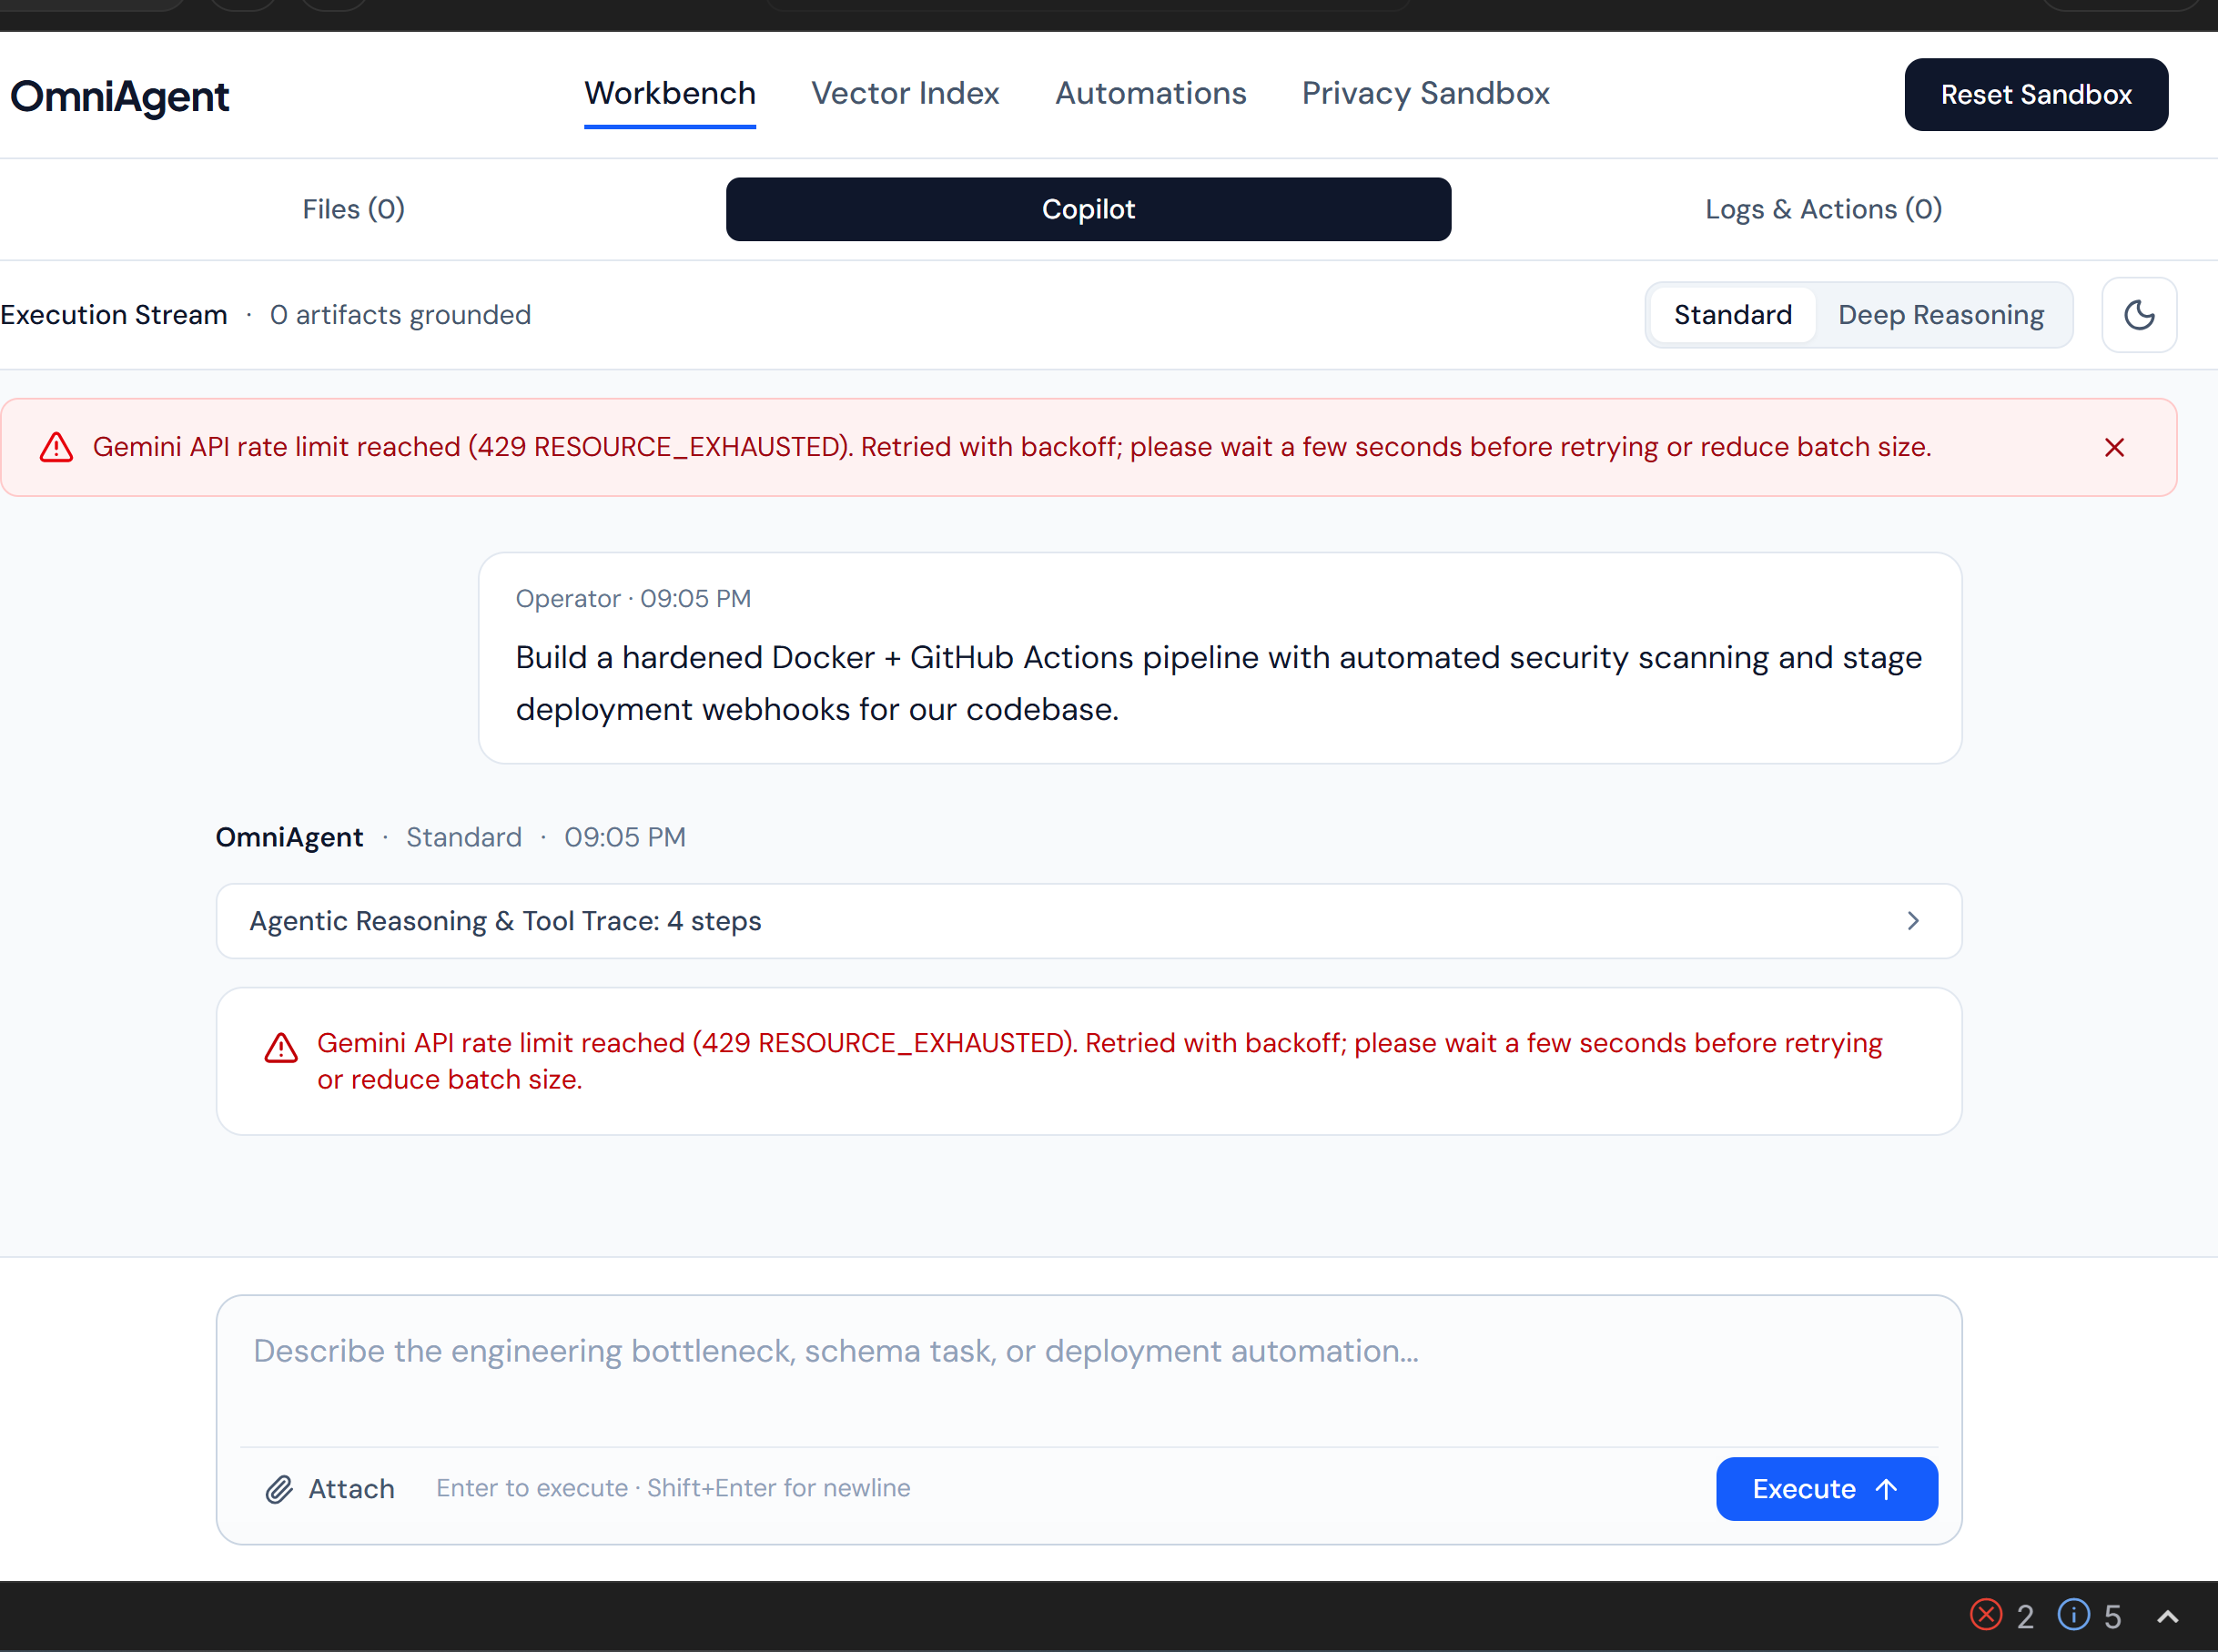 OmniAgent
Workbench
Vector Index
Automations
Privacy Sandbox
Reset Sandbox
Files (0)
Copilot
Logs & Actions (0)
Execution Stream · 0 artifacts grounded
Standard
Deep Reasoning
Gemini API rate limit reached (429 RESOURCE_EXHAUSTED). Retried with backoff; please wait a few seconds before retrying or reduce batch size.
Operator · 09:05 PM
Build a hardened Docker + GitHub Actions pipeline with automated security scanning and stage
deployment webhooks for our codebase.
OmniAgent · Standard · 09:05 PM
Agentic Reasoning & Tool Trace: 4 steps
Gemini API rate limit reached (429 RESOURCE_EXHAUSTED). Retried with backoff; please wait a few seconds before retrying
or reduce batch size.
Describe the engineering bottleneck, schema task, or deployment automation...
Attach
Enter to execute · Shift+Enter for newline
Execute
2
5